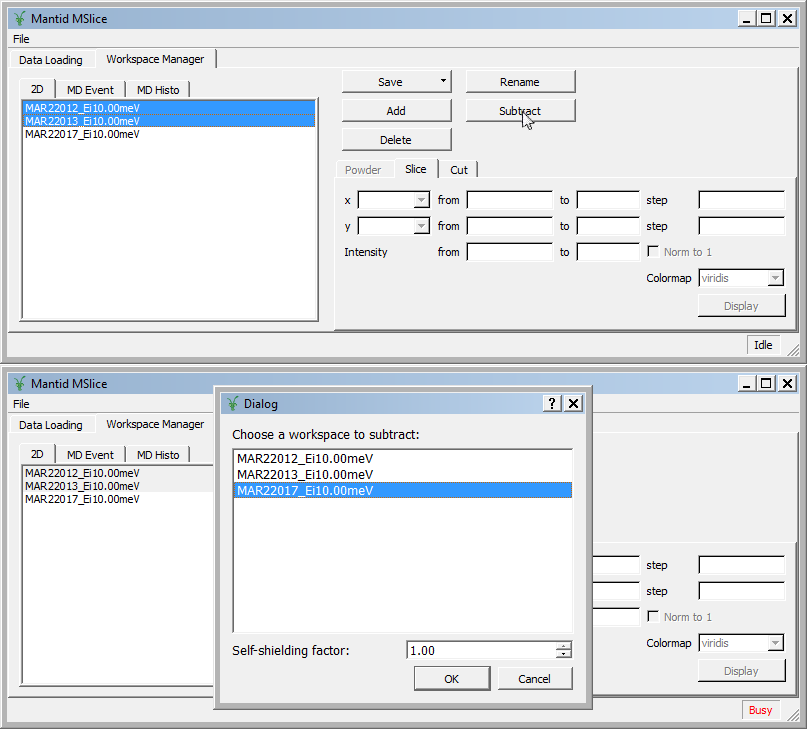 Mantid MSlice
File
Data Loading Workspace Manager
2D MD Event MD Histo
MAR22012_Ei10.00meV
MAR22013_Ei10.00meV
MAR22017_Ei10.00meV
Save Rename
Add Subtract
Delete
Powder Slice Cut
x from to step
y from to step
Intensity from to Norm to 1
Colormap viridis
Display
Idle
Mantid MSlice
File
Data Loading Workspace Manager
2D MD Event MD Histo
MAR22012_Ei10.00meV
MAR22013_Ei10.00meV
MAR22017_Ei10.00meV
Dialog ?
Choose a workspace to subtract:
MAR22012_Ei10.00meV
MAR22013_Ei10.00meV
MAR22017_Ei10.00meV
Self-shielding factor: 1.00
OK Cancel
step
step
Norm to 1
Colormap viridis
Display
Busy